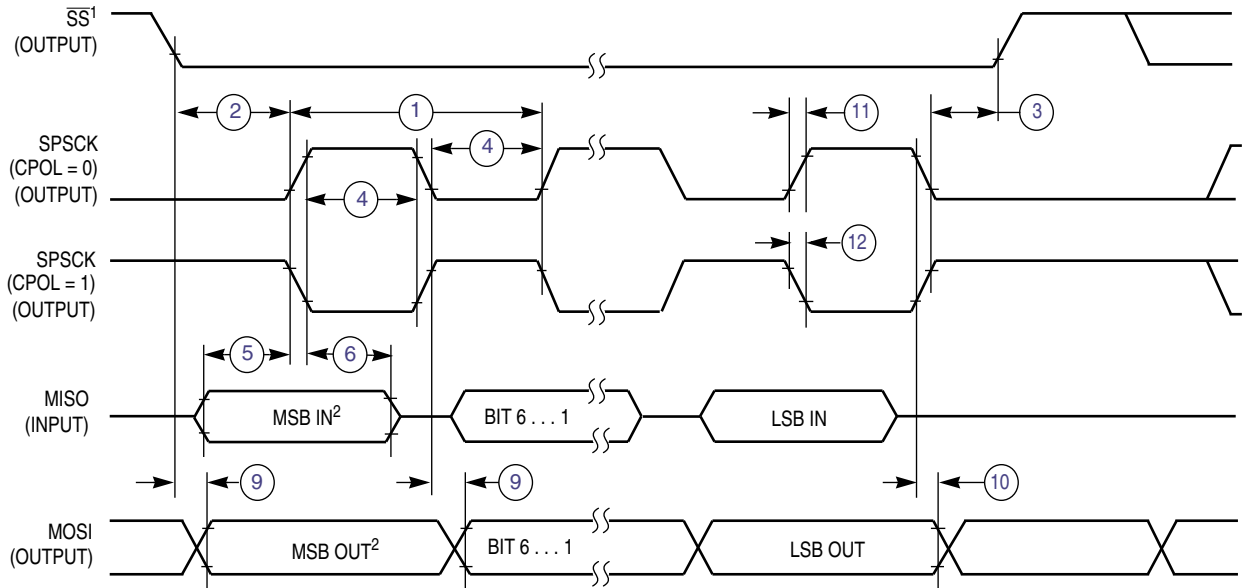 SS¹
(OUTPUT)
2
1
11
3
SPSCK
(CPOL = 0)
(OUTPUT)
4
4
SPSCK
(CPOL = 1)
(OUTPUT)
12
5
6
MISO
(INPUT)
MSB IN²
BIT 6 . . . 1
LSB IN
9
9
10
MOSI
(OUTPUT)
MSB OUT²
BIT 6 . . . 1
LSB OUT